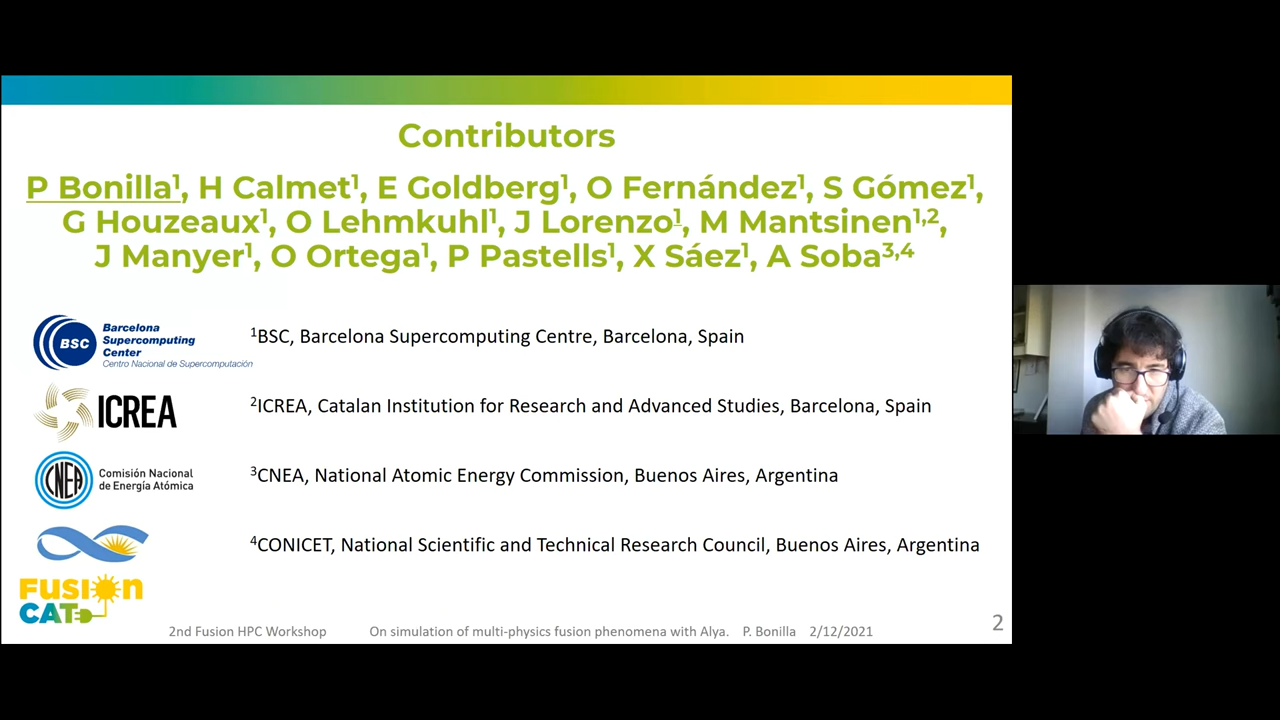 Contributors
P Bonilla¹, H Calmet¹, E Goldberg¹, O Fernández¹, S Gómez¹,
G Houzeaux¹, O Lehmkuhl¹, J Lorenzo¹, M Mantsinen¹,²,
J Manyer¹, O Ortega¹, P Pastells¹, X Sáez¹, A Soba³,⁴
BSC
Barcelona
Supercomputing
Center
Centro Nacional de Supercomputación
¹BSC, Barcelona Supercomputing Centre, Barcelona, Spain
ICREA
²ICREA, Catalan Institution for Research and Advanced Studies, Barcelona, Spain
CNEA
Comisión Nacional
de Energía Atómica
³CNEA, National Atomic Energy Commission, Buenos Aires, Argentina
⁴CONICET, National Scientific and Technical Research Council, Buenos Aires, Argentina
FUSION
CAT
2nd Fusion HPC Workshop On simulation of multi-physics fusion phenomena with Alya. P. Bonilla 2/12/2021
2